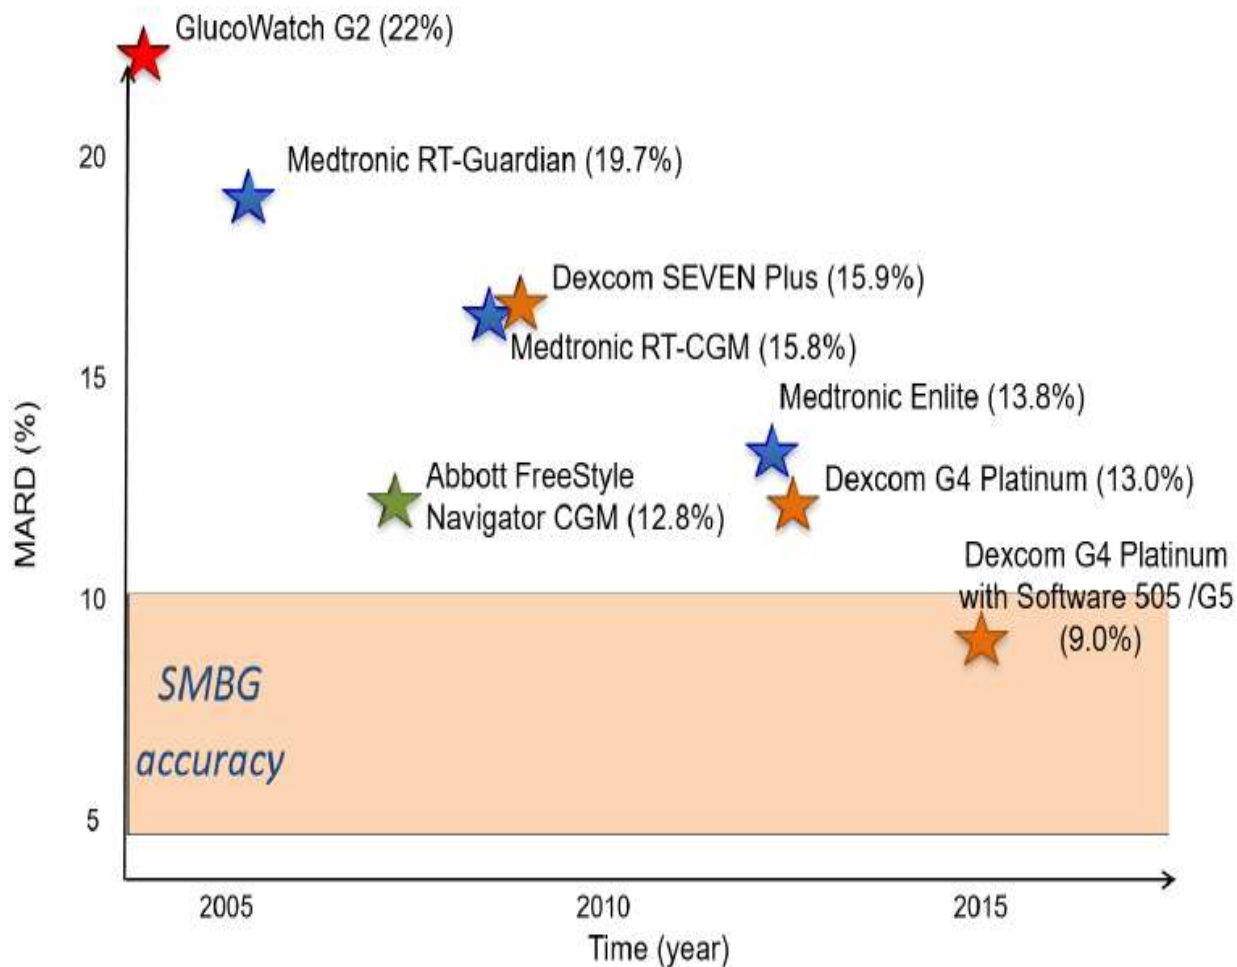 GlucoWatch G2 (22%)
20
Medtronic RT-Guardian (19.7%)
Dexcom SEVEN Plus (15.9%)
Medtronic RT-CGM (15.8%)
15
Medtronic Enlite (13.8%)
MARD (%)
Abbott FreeStyle
Navigator CGM (12.8%)
Dexcom G4 Platinum (13.0%)
Dexcom G4 Platinum
with Software 505 /G5
(9.0%)
10
SMBG
accuracy
5
2005
2010
2015
Time (year)